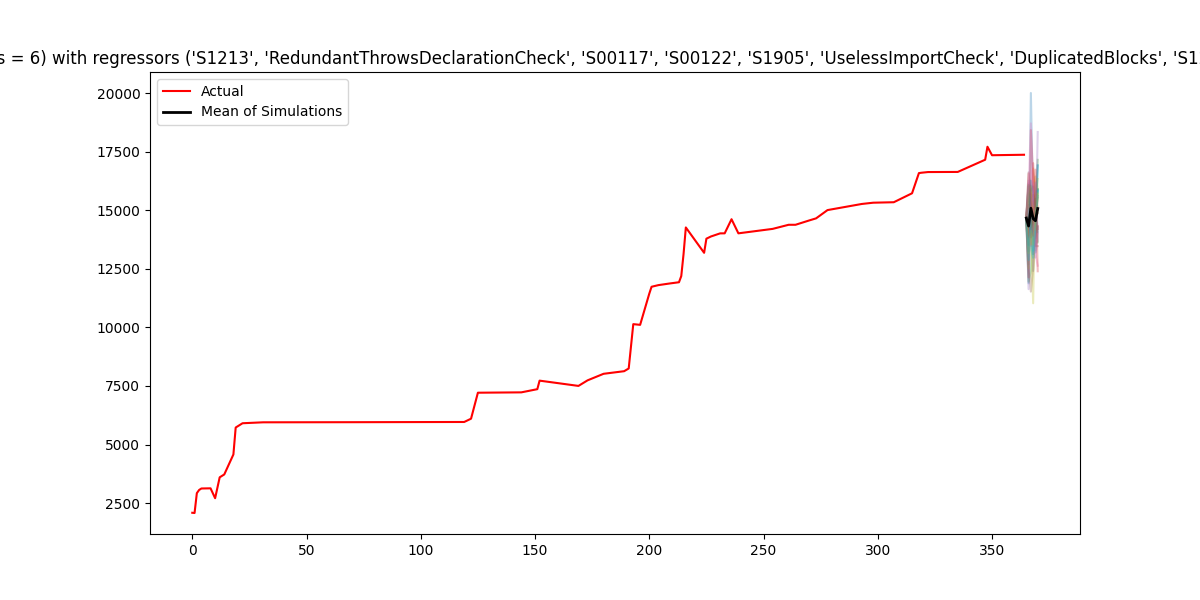 s = 6) with regressors ('S1213', 'RedundantThrowsDeclarationCheck', 'S00117', 'S00122', 'S1905', 'UselessImportCheck', 'DuplicatedBlocks', 'S1
Actual
Mean of Simulations
20000
17500
15000
12500
10000
7500
5000
2500
0 50 100 150 200 250 300 350